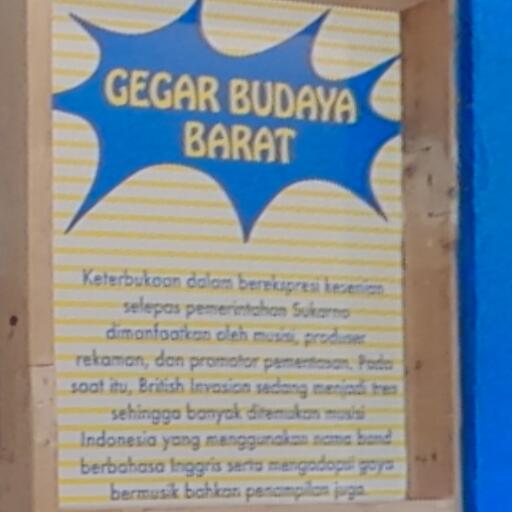 GEGAR BUDAYA
BARAT
Keterbukaan dalam berekspresi kesenian
selepas pemerintahan Sukarno
dimanfaatkan oleh musisi, produser
rekaman, dan promotor pementasan. Pada
saat itu, British Invasion sedang menjadi tren
sehingga banyak ditemukan musisi
Indonesia yang menggunakan nama band
berbahasa Inggris serta mengadopsi gaya
bermusik bahkan penampilan juga.